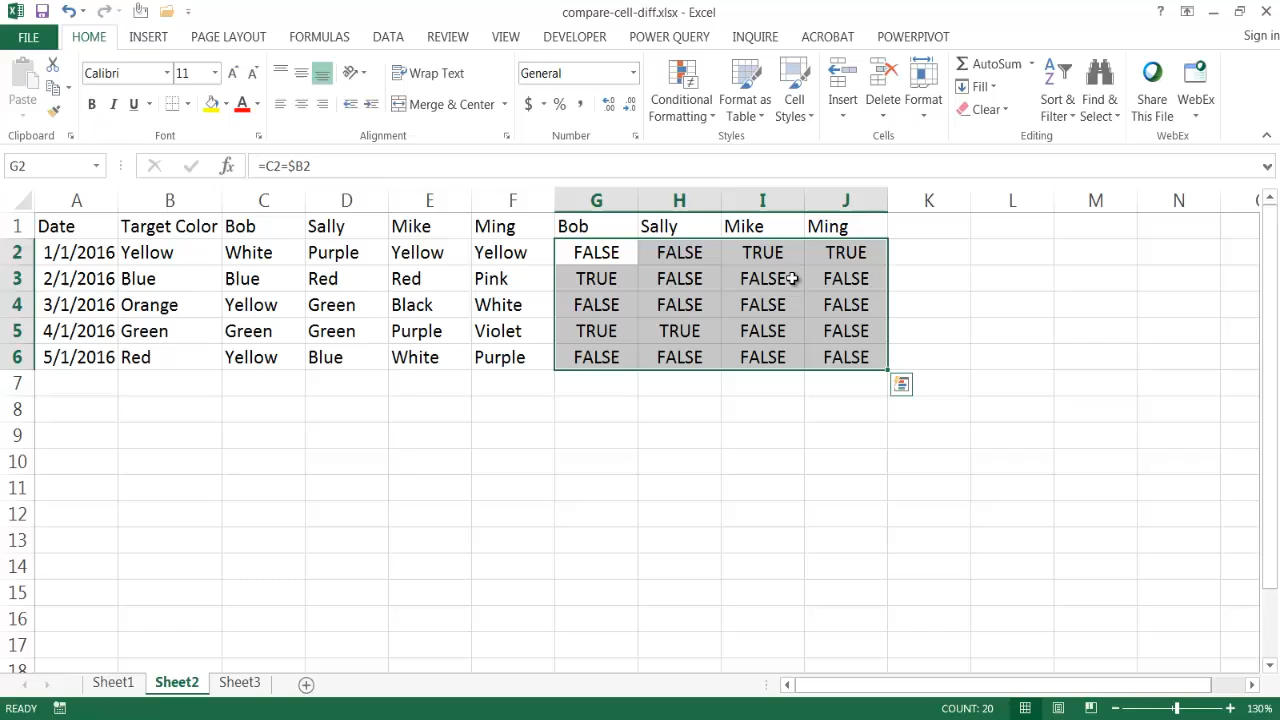 compare-cell-diff.xlsx - Excel
FILE HOME INSERT PAGE LAYOUT FORMULAS DATA REVIEW VIEW DEVELOPER POWER QUERY INQUIRE ACROBAT POWERPIVOT Sign in
Paste Calibri 12 Wrap Text General Conditional Formatting Format as Table Cell Styles Insert Delete Format AutoSum Sort & Filter Find & Select Share This File WebEx
B I U A Merge & Center $ % Fill
Clear
Clipboard Font Alignment Number Styles Cells Editing WebEx
G2 fx =C2=$B2
A B C D E F G H I J K L M N
1 Date Target Color Bob Sally Mike Ming Bob Sally Mike Ming
2 1/1/2016 Yellow White Purple Yellow Yellow FALSE FALSE TRUE TRUE
3 2/1/2016 Blue Blue Red Red Pink TRUE FALSE FALSE FALSE
4 3/1/2016 Orange Yellow Green Black White FALSE FALSE FALSE FALSE
5 4/1/2016 Green Green Green Purple Violet TRUE TRUE FALSE FALSE
6 5/1/2016 Red Yellow Blue White Purple FALSE FALSE FALSE FALSE
7
8
9
10
11
12
13
14
15
16
17
18
Sheet1 Sheet2 Sheet3
READY COUNT: 20 130%